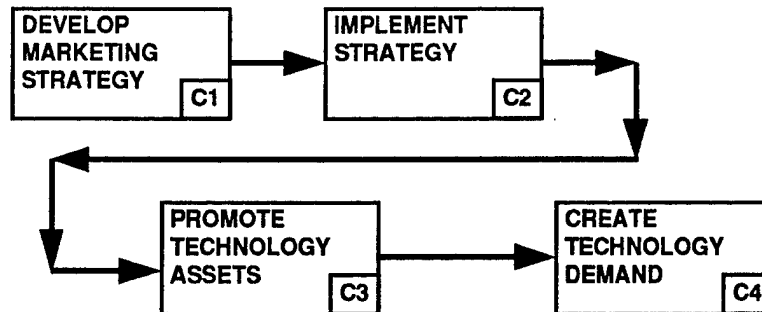 DEVELOP
MARKETING
STRATEGY
C1
IMPLEMENT
STRATEGY
C2
PROMOTE
TECHNOLOGY
ASSETS
C3
CREATE
TECHNOLOGY
DEMAND
C4